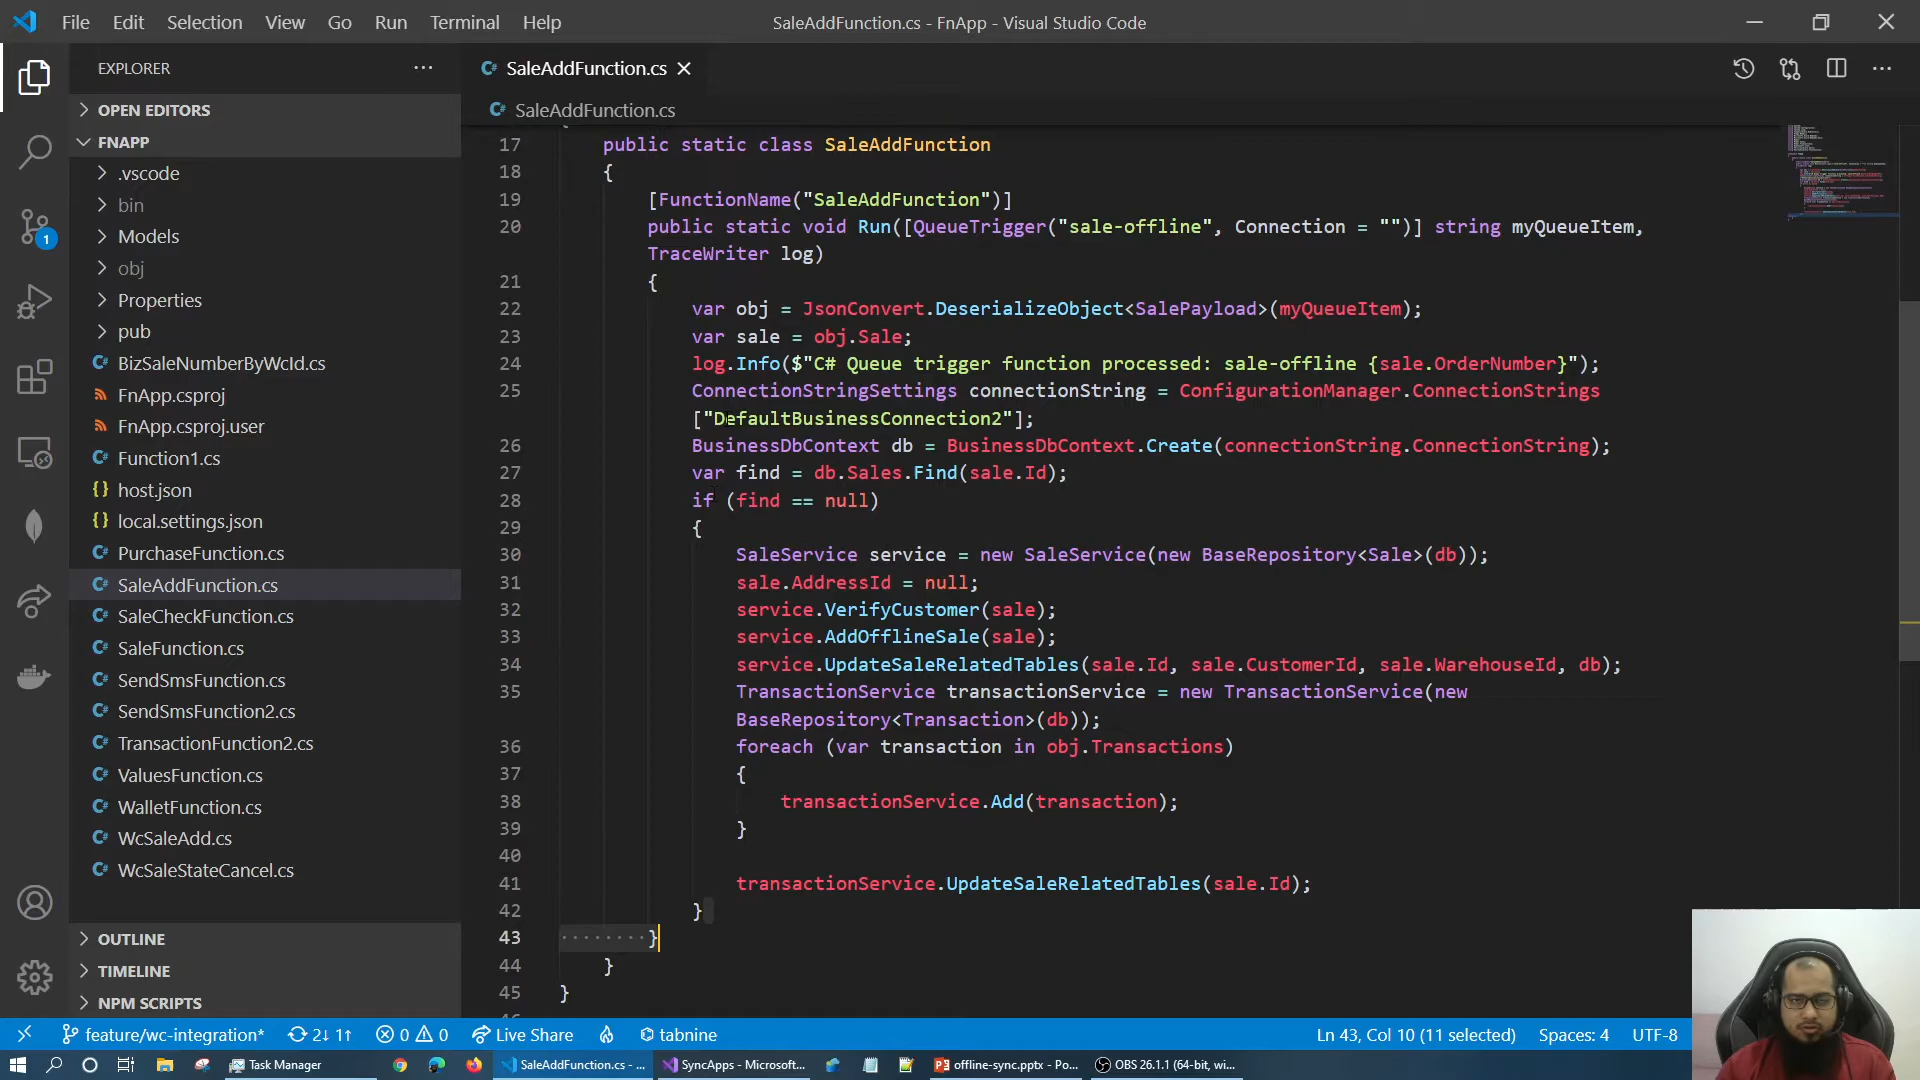 File Edit Selection View Go Run Terminal Help
SaleAddFunction.cs - FnApp - Visual Studio Code
EXPLORER
OPEN EDITORS
FNAPP
.vscode
bin
Models
obj
Properties
pub
BizSaleNumberByWcId.cs
FnApp.csproj
FnApp.csproj.user
Function1.cs
host.json
local.settings.json
PurchaseFunction.cs
SaleAddFunction.cs
SaleCheckFunction.cs
SaleFunction.cs
SendSmsFunction.cs
SendSmsFunction2.cs
TransactionFunction2.cs
ValuesFunction.cs
WalletFunction.cs
WcSaleAdd.cs
WcSaleStateCancel.cs
OUTLINE
TIMELINE
NPM SCRIPTS
1
SaleAddFunction.cs
SaleAddFunction.cs
17 public static class SaleAddFunction
18 {
19 [FunctionName("SaleAddFunction")]
20 public static void Run([QueueTrigger("sale-offline", Connection = "")] string myQueueItem,
TraceWriter log)
21 {
22 var obj = JsonConvert.DeserializeObject<SalePayload>(myQueueItem);
23 var sale = obj.Sale;
24 log.Info($"C# Queue trigger function processed: sale-offline {sale.OrderNumber}");
25 ConnectionStringSettings connectionString = ConfigurationManager.ConnectionStrings
["DefaultBusinessConnection2"];
26 BusinessDbContext db = BusinessDbContext.Create(connectionString.ConnectionString);
27 var find = db.Sales.Find(sale.Id);
28 if (find == null)
29 {
30 SaleService service = new SaleService(new BaseRepository<Sale>(db));
31 sale.AddressId = null;
32 service.VerifyCustomer(sale);
33 service.AddOfflineSale(sale);
34 service.UpdateSaleRelatedTables(sale.Id, sale.CustomerId, sale.WarehouseId, db);
35 TransactionService transactionService = new TransactionService(new
BaseRepository<Transaction>(db));
36 foreach (var transaction in obj.Transactions)
37 {
38 transactionService.Add(transaction);
39 }
40
41 transactionService.UpdateSaleRelatedTables(sale.Id);
42 }
43 }
44 }
45 }
feature/wc-integration* 2↓ 1↑ 0 0 Live Share tabnine Ln 43, Col 10 (11 selected) Spaces: 4 UTF-8
Task Manager SaleAddFunction.cs - ... SyncApps - Microsoft... offline-sync.pptx - Po... OBS 26.1.1 (64-bit, wi...